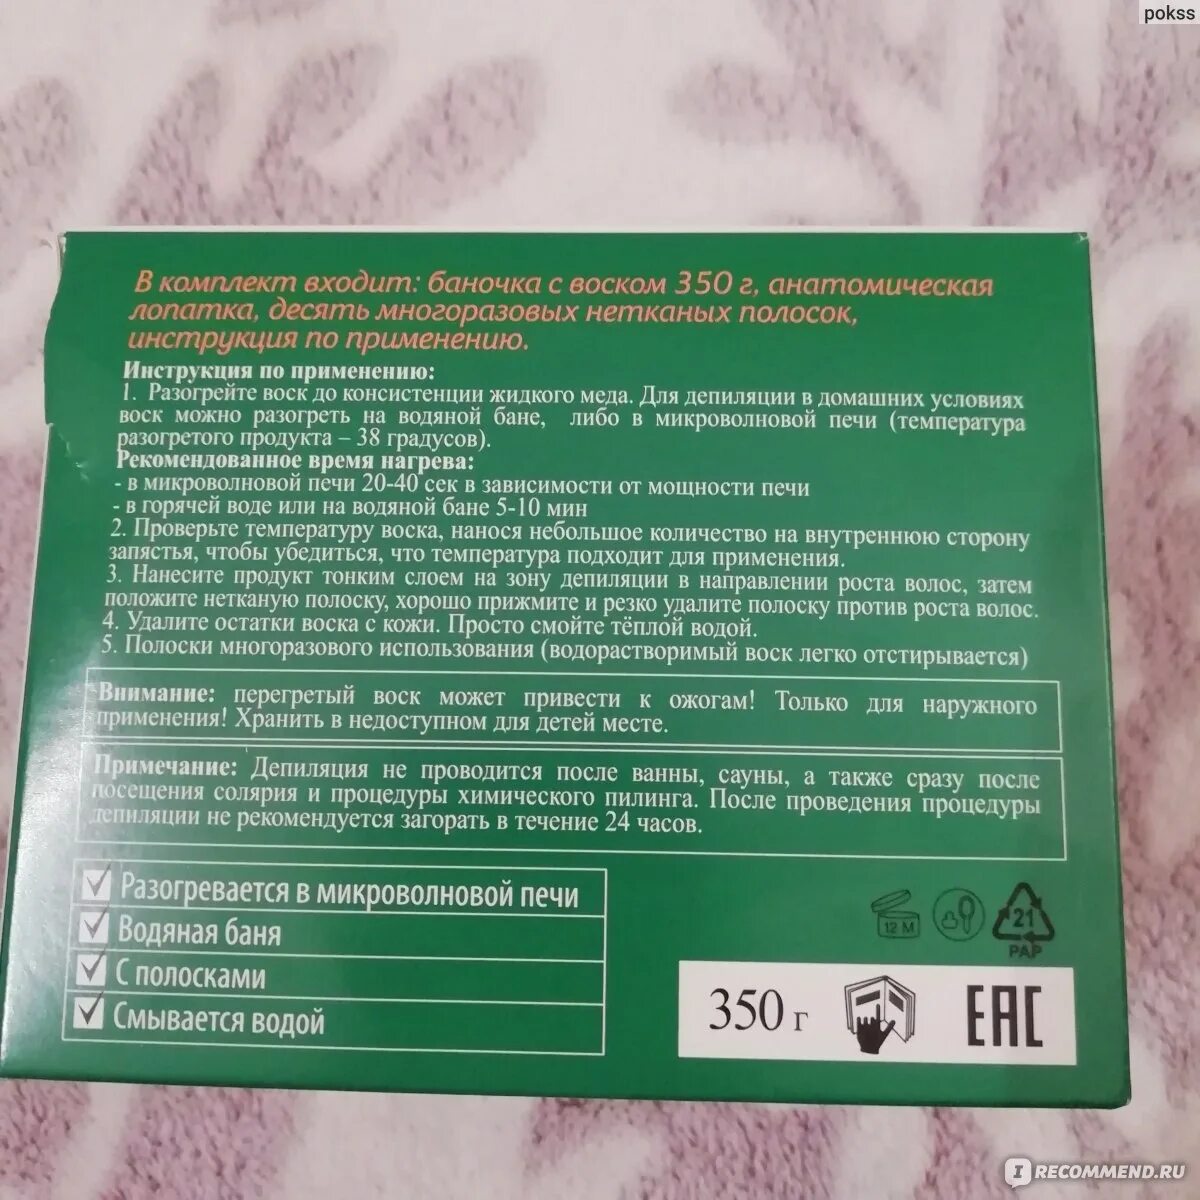 pokss
В комплект входит: баночка с воском 350 г, анатомическая
лопатка, десять многоразовых нетканых полосок,
инструкция по применению.
Инструкция по применению:
1. Разогрейте воск до консистенции жидкого меда. Для депиляции в домашних условиях
воск можно разогреть на водяной бане, либо в микроволновой печи (температура
разогретого продукта – 38 градусов).
Рекомендованное время нагрева:
- в микроволновой печи 20-40 сек в зависимости от мощности печи
- в горячей воде или на водяной бане 5-10 мин
2. Проверьте температуру воска, нанося небольшое количество на внутреннюю сторону
запястья, чтобы убедиться, что температура подходит для применения.
3. Нанесите продукт тонким слоем на зону депиляции в направлении роста волос, затем
положите нетканую полоску, хорошо прижмите и резко удалите полоску против роста волос.
4. Удалите остатки воска с кожи. Просто смойте тёплой водой.
5. Полоски многоразового использования (водорастворимый воск легко отстирывается)
Внимание: перегретый воск может привести к ожогам! Только для наружного
применения! Хранить в недоступном для детей месте.
Примечание: Депиляция не проводится после ванны, сауны, а также сразу после
посещения солярия и процедуры химического пилинга. После проведения процедуры
депиляции не рекомендуется загорать в течение 24 часов.
Разогревается в микроволновой печи
Водяная баня
С полосками
Смывается водой
12 M
21
PAP
350 г
EAC
I RECOMMEND.RU